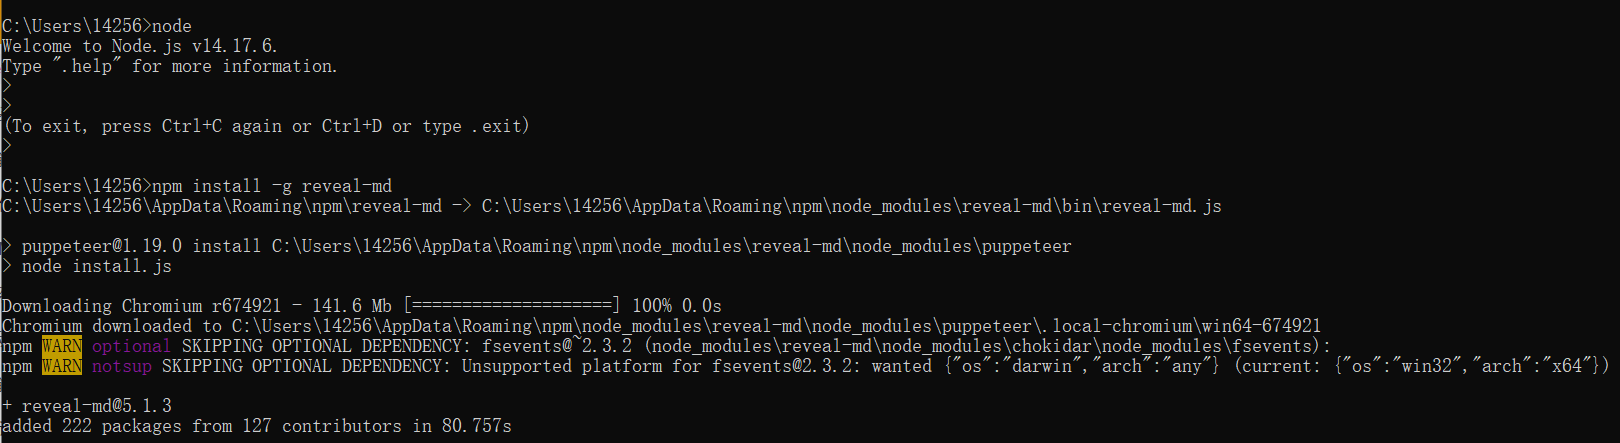 C:\Users\14256>node
Welcome to Node.js v14.17.6.
Type ".help" for more information.
>
>
(To exit, press Ctrl+C again or Ctrl+D or type .exit)
>
C:\Users\14256>npm install -g reveal-md
C:\Users\14256\AppData\Roaming\npm\reveal-md -> C:\Users\14256\AppData\Roaming\npm\node_modules\reveal-md\bin\reveal-md.js
> puppeteer@1.19.0 install C:\Users\14256\AppData\Roaming\npm\node_modules\reveal-md\node_modules\puppeteer
> node install.js
Downloading Chromium r674921 - 141.6 Mb [====================] 100% 0.0s
Chromium downloaded to C:\Users\14256\AppData\Roaming\npm\node_modules\reveal-md\node_modules\puppeteer\.local-chromium\win64-674921
npm WARN optional SKIPPING OPTIONAL DEPENDENCY: fsevents@~2.3.2 (node_modules\reveal-md\node_modules\chokidar\node_modules\fsevents):
npm WARN notsup SKIPPING OPTIONAL DEPENDENCY: Unsupported platform for fsevents@2.3.2: wanted {"os":"darwin","arch":"any"} (current: {"os":"win32","arch":"x64"})
+ reveal-md@5.1.3
added 222 packages from 127 contributors in 80.757s